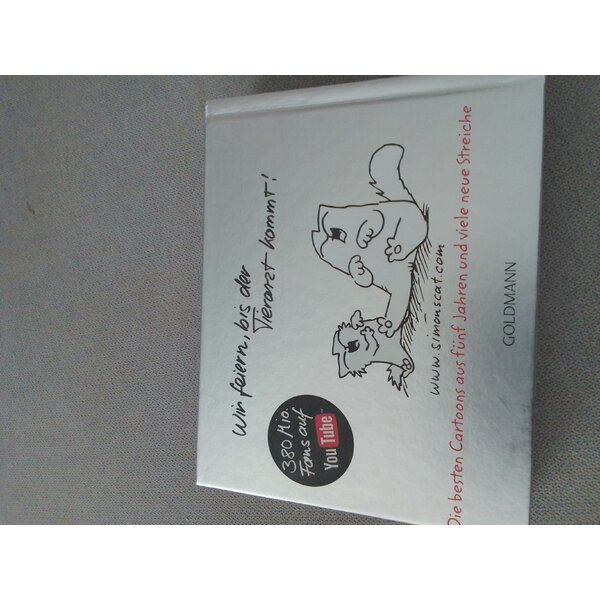 Wir feiern, bis der
Tierarzt kommt!
380 Mio.
Fans auf
YouTube
www.simonscat.com
Die besten Cartoons aus fünf Jahren und viele neue Streiche
GOLDMANN